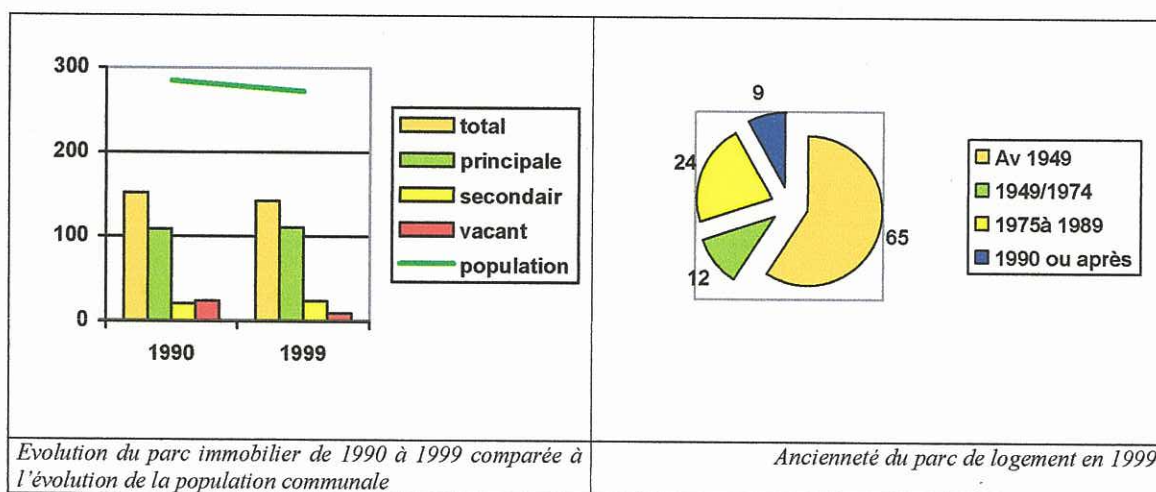 300
200
100
0
1990
1999
total
principale
secondair
vacant
population
9
24
12
65
Av 1949
1949/1974
1975à 1989
1990 ou après
Evolution du parc immobilier de 1990 à 1999 comparée à
l'évolution de la population communale
Ancienneté du parc de logement en 1999